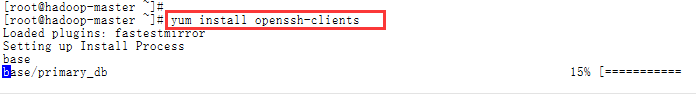 [root@hadoop-master ~]#
[root@hadoop-master ~]# yum install openssh-clients
Loaded plugins: fastestmirror
Setting up Install Process
base
base/primary_db 15% [===========